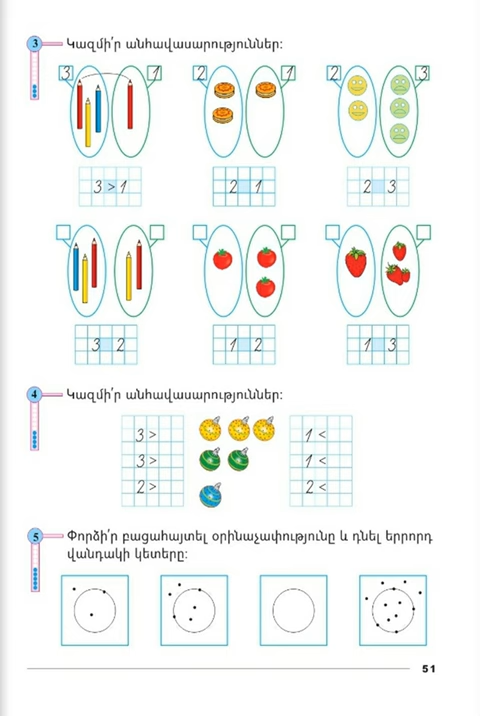 3 Կազմի՛ր անհավասարություններ:
3 1 2 1 2 3
3 > 1 2 1 2 3
3 2 1 2 1 3
4 Կազմի՛ր անհավասարություններ:
3 > 1 <
3 > 1 <
2 > 2 <
5 Փորձի՛ր բացահայտել օրինաչափությունը և դնել երրորդ
վանդակի կետերը:
51